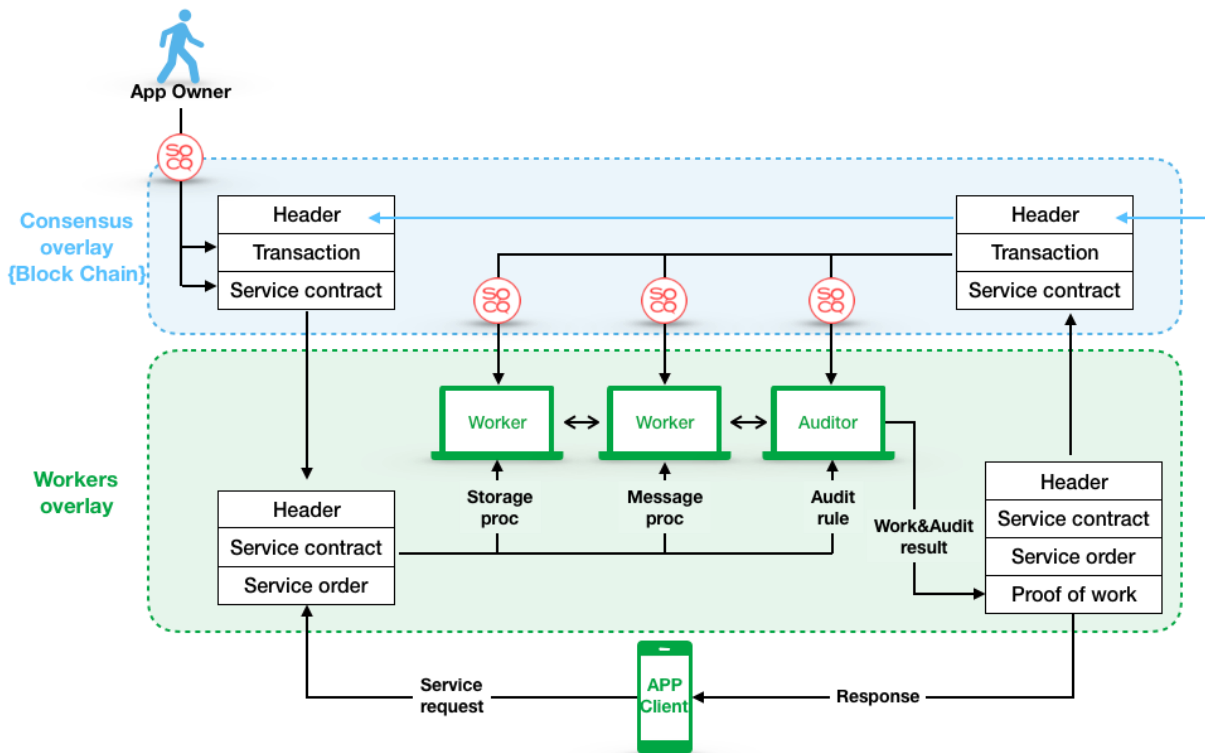 App Owner
SO
CQ
Consensus
overlay
{Block Chain}
Header
Transaction
Service contract
Header
Transaction
Service contract
SO
CQ
SO
CQ
SO
CQ
Worker
Worker
Auditor
Workers
overlay
Storage
proc
Message
proc
Audit
rule
Work&Audit
result
Header
Service contract
Service order
Header
Service contract
Service order
Proof of work
Service
request
APP
Client
Response